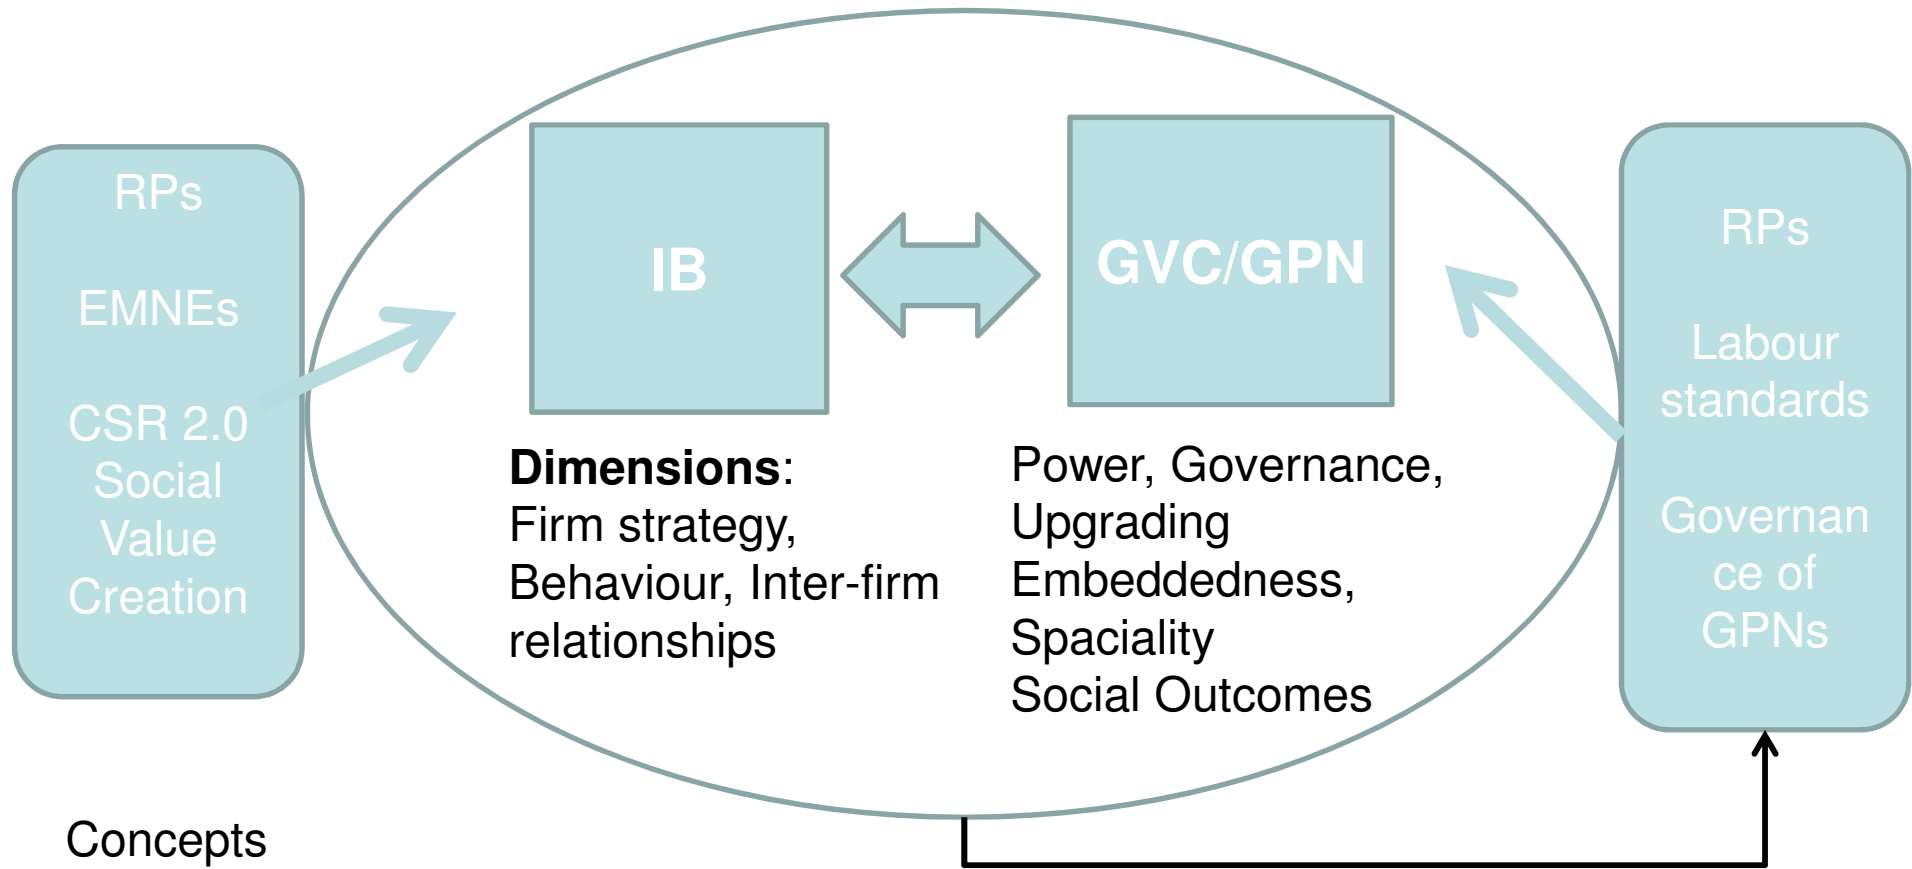 RPs
EMNEs
CSR 2.0
Social
Value
Creation
IB
GVC/GPN
Dimensions:
Firm strategy,
Behaviour, Inter-firm
relationships
Power, Governance,
Upgrading
Embeddedness,
Spaciality
Social Outcomes
RPs
Labour
standards
Governan
ce of
GPNs
Concepts